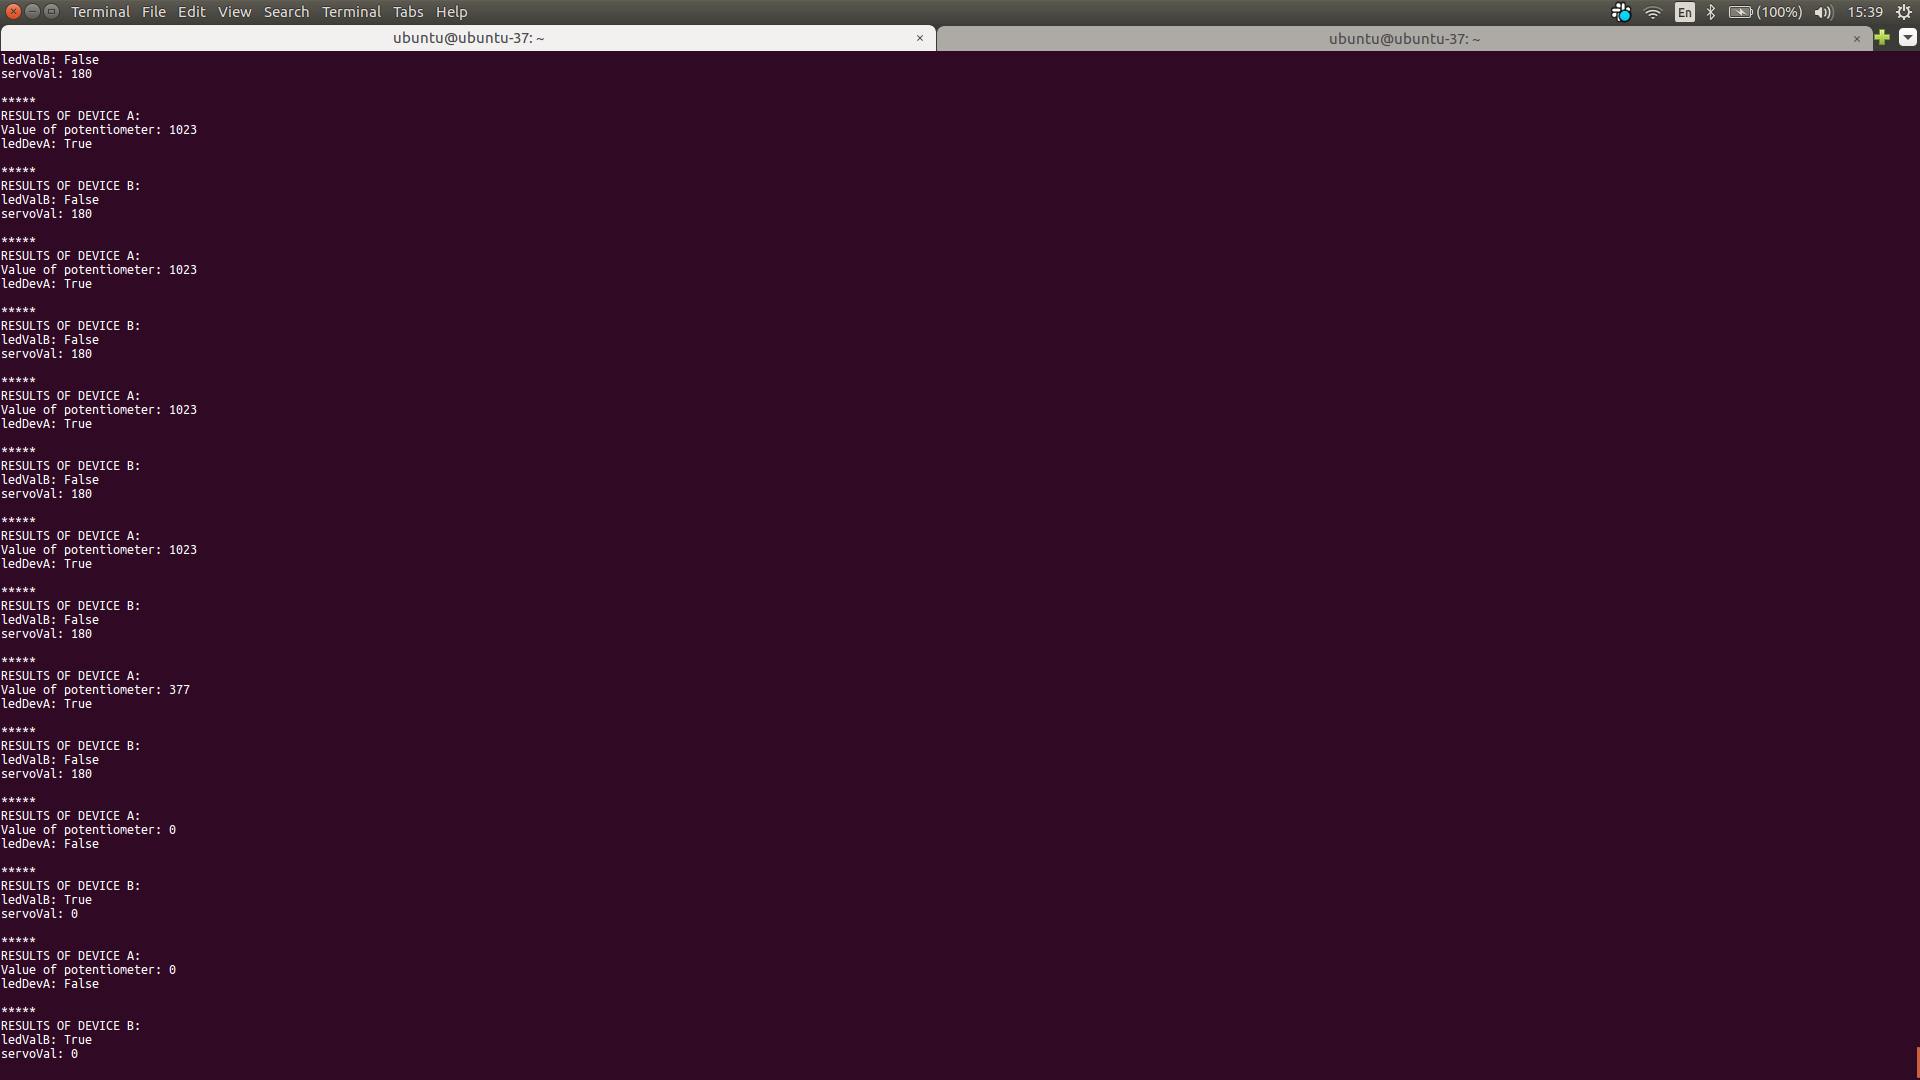 Terminal File Edit View Search Terminal Tabs Help En (100%) 15:39
ubuntu@ubuntu-37: ~ × ubuntu@ubuntu-37: ~ ×
ledValB: False
servoVal: 180

*****
RESULTS OF DEVICE A:
Value of potentiometer: 1023
ledDevA: True

*****
RESULTS OF DEVICE B:
ledValB: False
servoVal: 180

*****
RESULTS OF DEVICE A:
Value of potentiometer: 1023
ledDevA: True

*****
RESULTS OF DEVICE B:
ledValB: False
servoVal: 180

*****
RESULTS OF DEVICE A:
Value of potentiometer: 1023
ledDevA: True

*****
RESULTS OF DEVICE B:
ledValB: False
servoVal: 180

*****
RESULTS OF DEVICE A:
Value of potentiometer: 1023
ledDevA: True

*****
RESULTS OF DEVICE B:
ledValB: False
servoVal: 180

*****
RESULTS OF DEVICE A:
Value of potentiometer: 377
ledDevA: True

*****
RESULTS OF DEVICE B:
ledValB: False
servoVal: 180

*****
RESULTS OF DEVICE A:
Value of potentiometer: 0
ledDevA: False

*****
RESULTS OF DEVICE B:
ledValB: True
servoVal: 0

*****
RESULTS OF DEVICE A:
Value of potentiometer: 0
ledDevA: False

*****
RESULTS OF DEVICE B:
ledValB: True
servoVal: 0